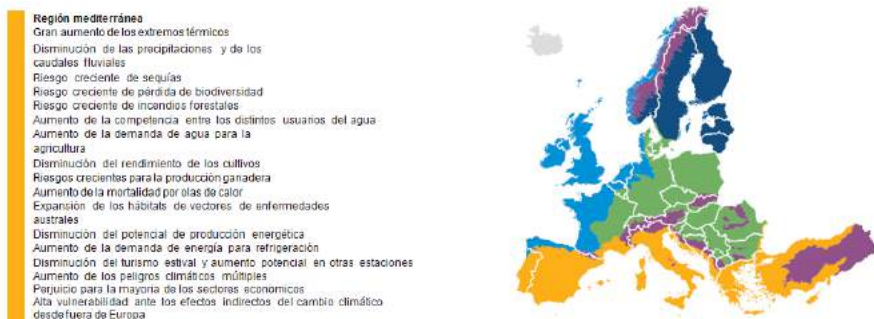 Región mediterránea
Gran aumento de los extremos térmicos
Disminución de las precipitaciones y de los
caudales fluviales
Riesgo creciente de sequías
Riesgo creciente de pérdida de biodiversidad
Riesgo creciente de incendios forestales
Aumento de la competencia entre los distintos usuarios del agua
Aumento de la demanda de agua para la
agricultura
Disminución del rendimiento de los cultivos
Riesgos crecientes para la producción ganadera
Aumento de la mortalidad por olas de calor
Expansión de los hábitats de vectores de enfermedades
australes
Disminución del potencial de producción energética
Aumento de la demanda de energía para refrigeración
Disminución del turismo estival y aumento potencial en otras estaciones
Aumento de los peligros climáticos múltiples
Perjuicio para la mayoría de los sectores económicos
Alta vulnerabilidad ante los efectos indirectos del cambio climático
desde fuera de Europa